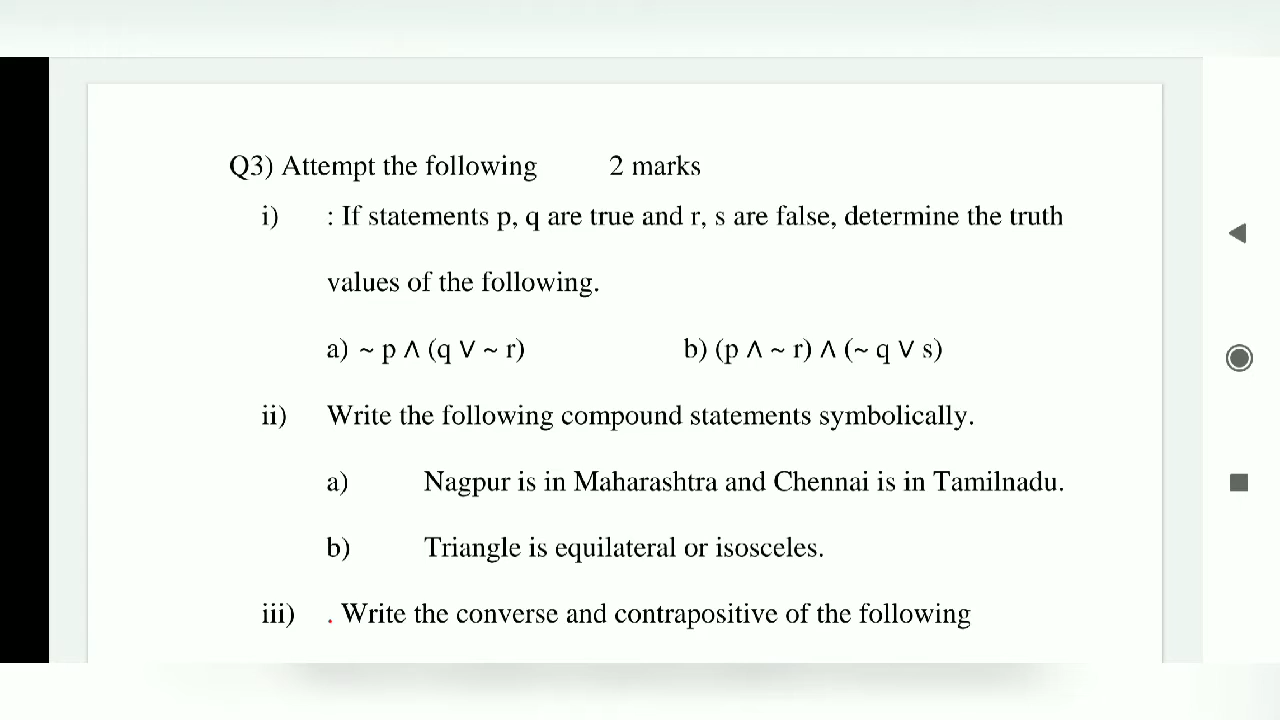 Q3) Attempt the following 2 marks
i) : If statements p, q are true and r, s are false, determine the truth
values of the following.
a) ~ p ∧ (q ∨ ~ r) b) (p ∧ ~ r) ∧ (~ q ∨ s)
ii) Write the following compound statements symbolically.
a) Nagpur is in Maharashtra and Chennai is in Tamilnadu.
b) Triangle is equilateral or isosceles.
iii) . Write the converse and contrapositive of the following